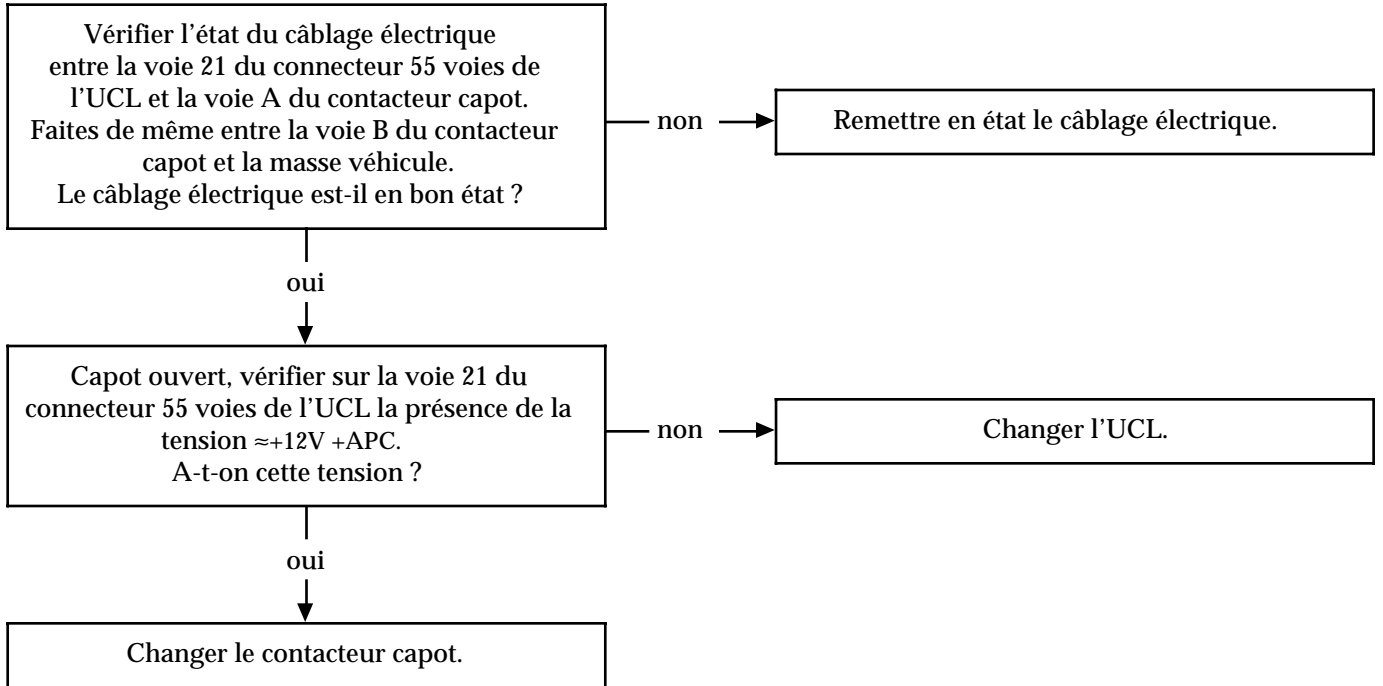 Vérifier l’état du câblage électrique
entre la voie 21 du connecteur 55 voies de
l’UCL et la voie A du contacteur capot.
Faites de même entre la voie B du contacteur
capot et la masse véhicule.
Le câblage électrique est-il en bon état ?
non
Remettre en état le câblage électrique.
oui
Capot ouvert, vérifier sur la voie 21 du
connecteur 55 voies de l’UCL la présence de la
tension ≈+12V +APC.
A-t-on cette tension ?
non
Changer l’UCL.
oui
Changer le contacteur capot.